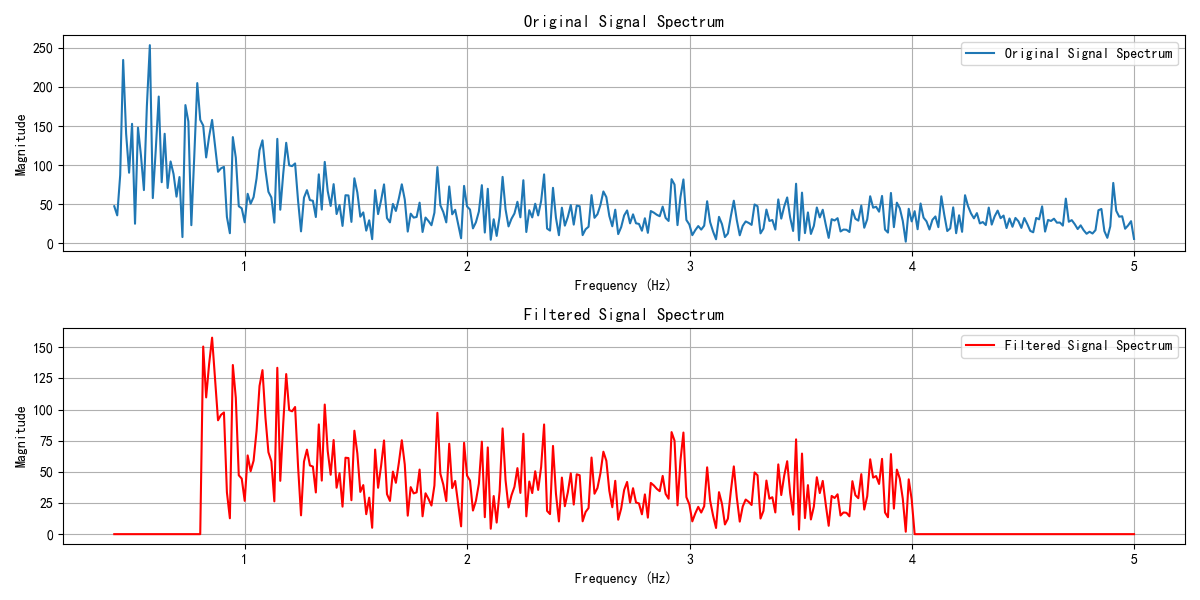 Original Signal Spectrum
250
200
150
100
50
0
Magnitude
Original Signal Spectrum
1
2
3
4
5
Frequency (Hz)
Filtered Signal Spectrum
150
125
100
75
50
25
0
Magnitude
Filtered Signal Spectrum
1
2
3
4
5
Frequency (Hz)